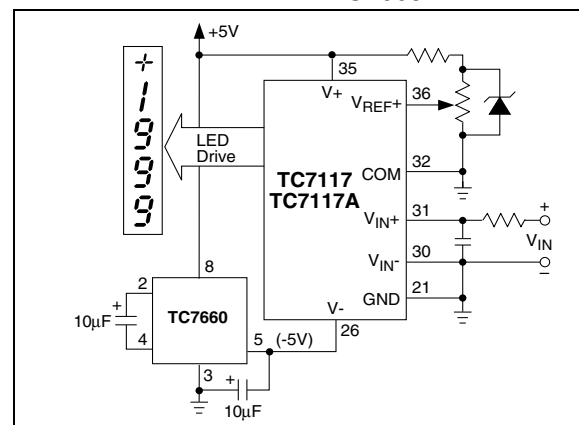 +5V
35
V+
36
VREF+
+1999
LED
Drive
TC7117
TC7117A
32
COM
31
VIN+
+
VIN
–
30
VIN-
21
GND
V-
26
8
2
+
10µF
4
TC7660
5
(-5V)
3
+
10µF